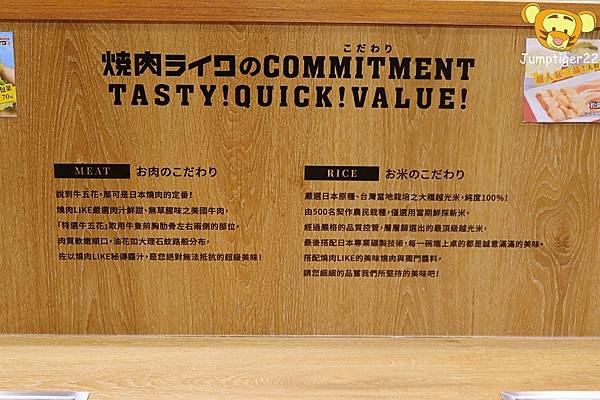 Jumptiger22
こだわり
燒肉ライクのCOMMITMENT
TASTY!QUICK!VALUE!
70元
MEAT お肉のこだわり
說到牛五花，那可是日本燒肉的定番！
燒肉LIKE嚴選肉汁鮮甜，無草腥味之美國牛肉，
「特選牛五花」取用牛隻前胸肋骨左右兩側的部位，
肉質軟嫩順口，油花如大理石紋路般分布，
佐以燒肉LIKE秘傳醬汁，是您絕對無法抵抗的超級美味！
RICE お米のこだわり
嚴選日本原種、台灣當地栽培之大橋越光米，純度100%！
由500名契作農民栽種，僅選用當期鮮採新米，
經過嚴格的品質控管，層層篩選出的最頂級越光米，
最後搭配日本專業碾製技術，每一碗端上桌的都是誠意滿滿的美味。
搭配燒肉LIKE的美味燒肉與獨門醬料，
請您細細的品嘗我們所堅持的美味吧！